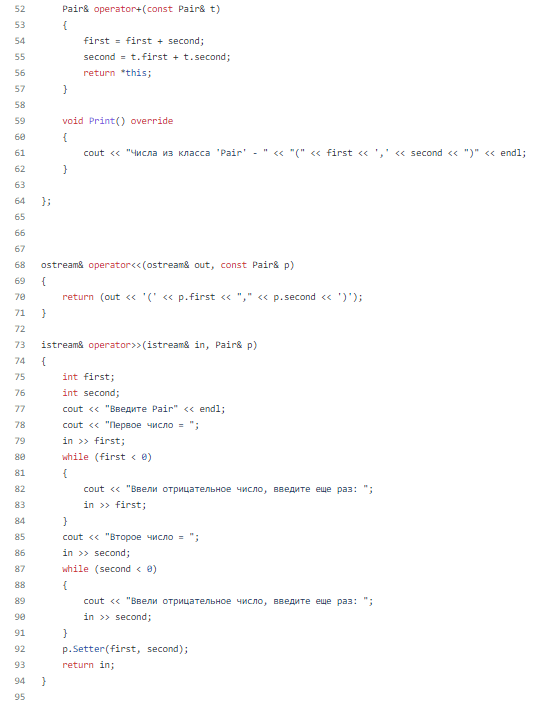 52 Pair& operator+(const Pair& t)
53 {
54 first = first + second;
55 second = t.first + t.second;
56 return *this;
57 }
58
59 void Print() override
60 {
61 cout << "Числа из класса 'Pair' - " << "(" << first << ',' << second << ")" << endl;
62 }
63
64 };
65
66
67
68 ostream& operator<<(ostream& out, const Pair& p)
69 {
70 return (out << '(' << p.first << "," << p.second << ')');
71 }
72
73 istream& operator>>(istream& in, Pair& p)
74 {
75 int first;
76 int second;
77 cout << "Введите Pair" << endl;
78 cout << "Первое число = ";
79 in >> first;
80 while (first < 0)
81 {
82 cout << "Ввели отрицательное число, введите еще раз: ";
83 in >> first;
84 }
85 cout << "Второе число = ";
86 in >> second;
87 while (second < 0)
88 {
89 cout << "Ввели отрицательное число, введите еще раз: ";
90 in >> second;
91 }
92 p.Setter(first, second);
93 return in;
94 }
95